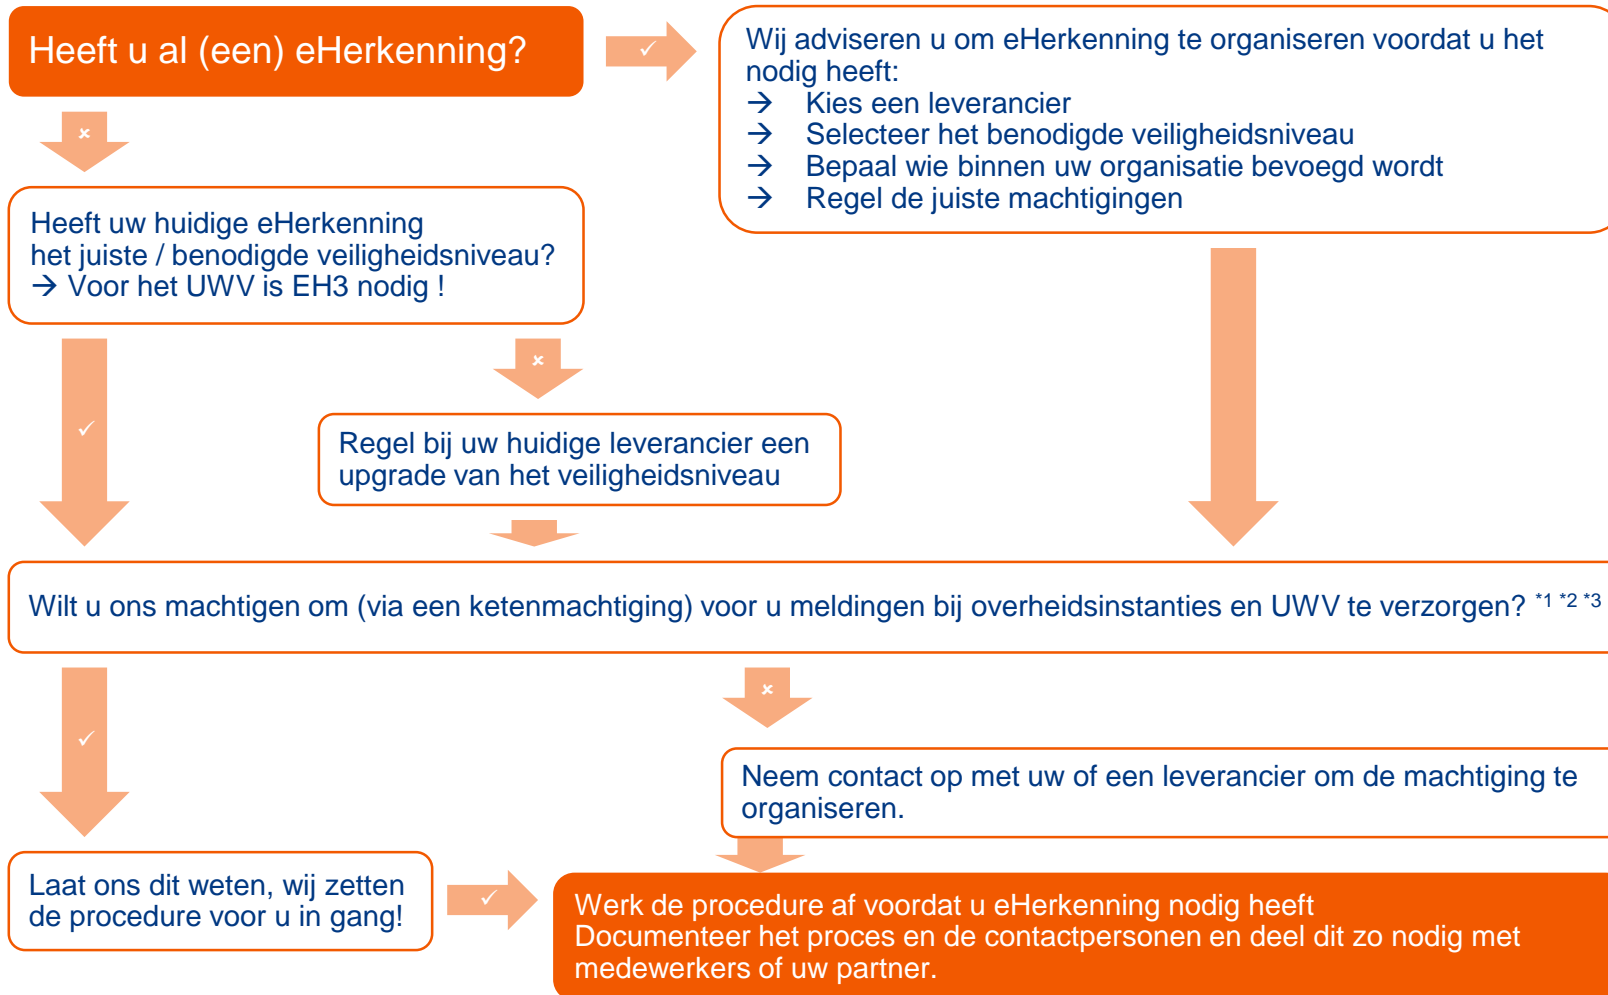 Heeft u al (een) eHerkenning?
✓
Wij adviseren u om eHerkenning te organiseren voordat u het
nodig heeft:
→ Kies een leverancier
→ Selecteer het benodigde veiligheidsniveau
→ Bepaal wie binnen uw organisatie bevoegd wordt
→ Regel de juiste machtigingen
×
Heeft uw huidige eHerkenning
het juiste / benodigde veiligheidsniveau?
→ Voor het UWV is EH3 nodig !
×
✓
Regel bij uw huidige leverancier een
upgrade van het veiligheidsniveau
Wilt u ons machtigen om (via een ketenmachtiging) voor u meldingen bij overheidsinstanties en UWV te verzorgen? *1 *2 *3
×
✓
Neem contact op met uw of een leverancier om de machtiging te
organiseren.
Laat ons dit weten, wij zetten
de procedure voor u in gang!
✓
Werk de procedure af voordat u eHerkenning nodig heeft
Documenteer het proces en de contactpersonen en deel dit zo nodig met
medewerkers of uw partner.